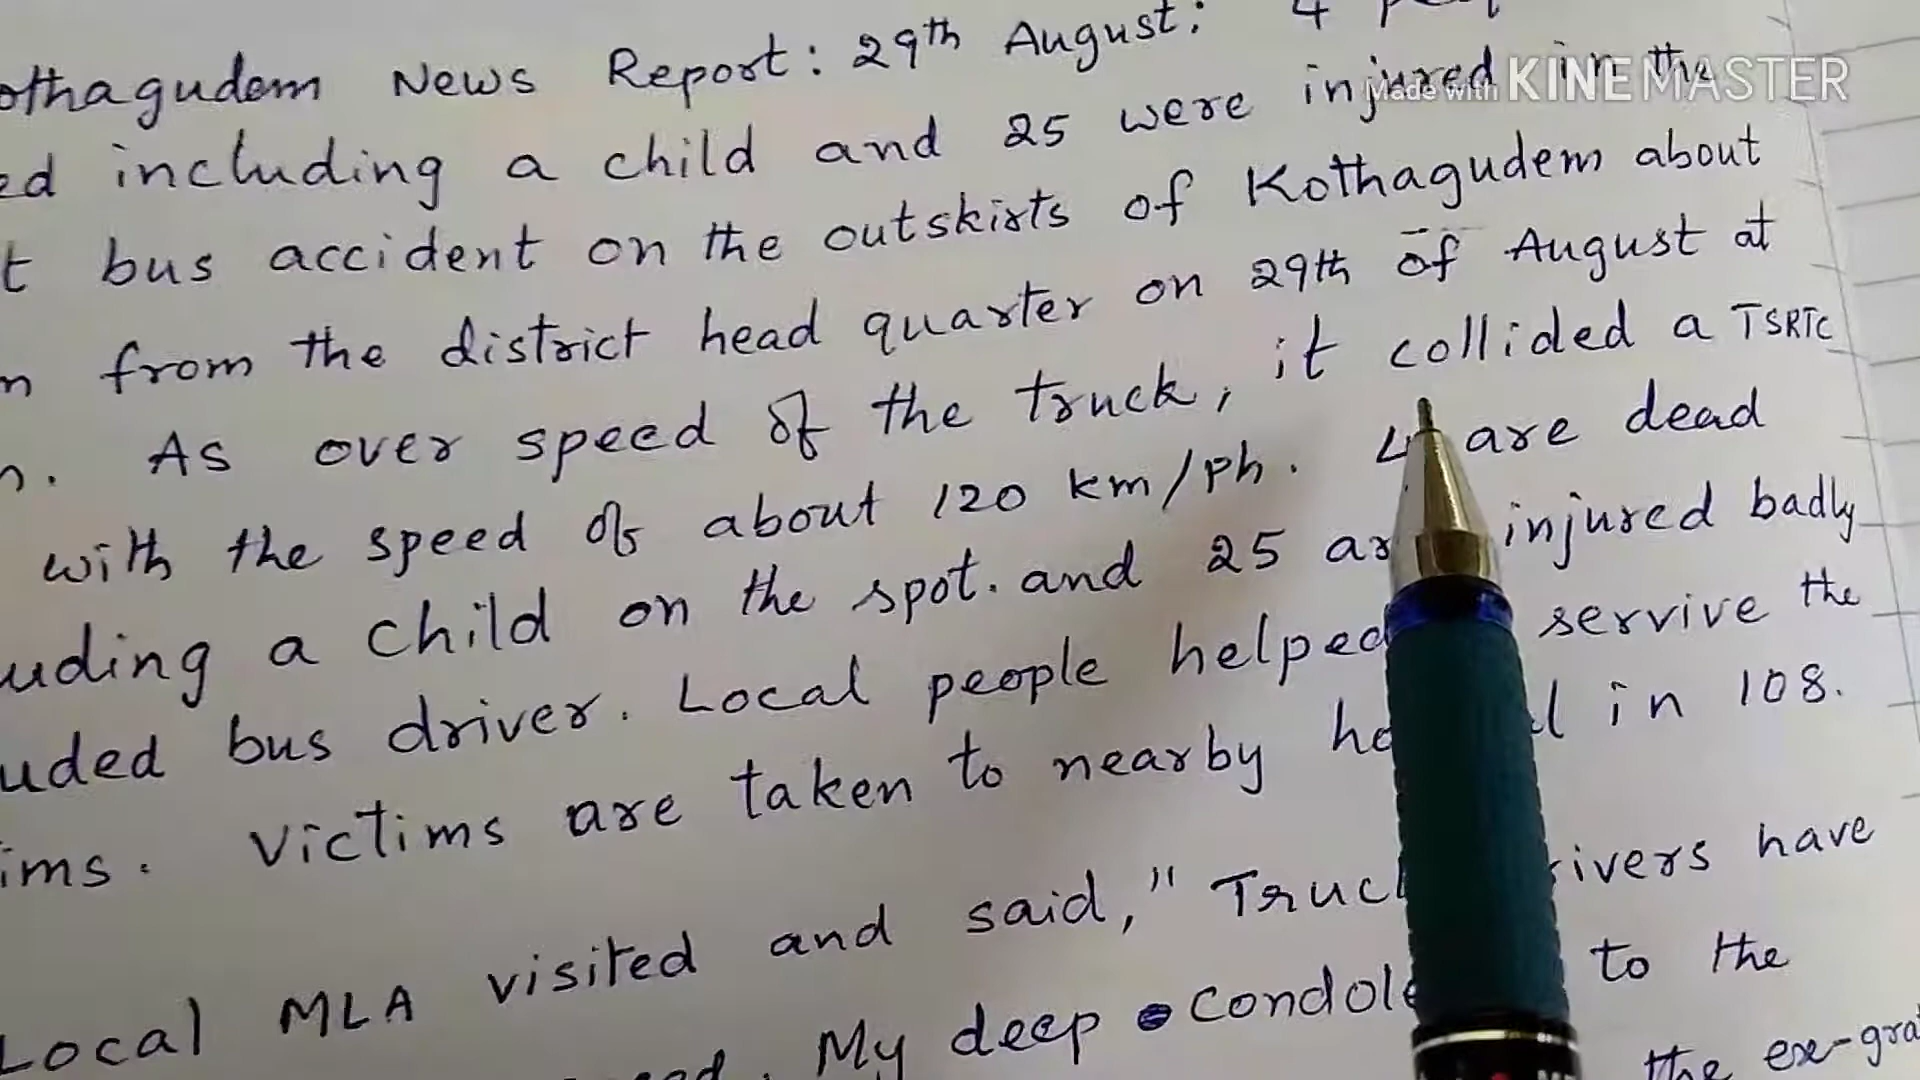 Made with KINEMASTER
othagudem News Report: 29th August: 4
ed including a child and 25 were injured in the
t bus accident on the outskirts of Kothagudem about
m from the district head quarter on 29th of August at
n. As over speed of the truck, it collided a TSRTC
with the speed of about 120 km/ph. 4 are dead
uding a child on the spot. and 25 are injured badly
uded bus driver. Local people helped servive the
ims. Victims are taken to nearby in 108.
Local MLA visited and said, "Truck rivers have
My deep to the
the ex-gra